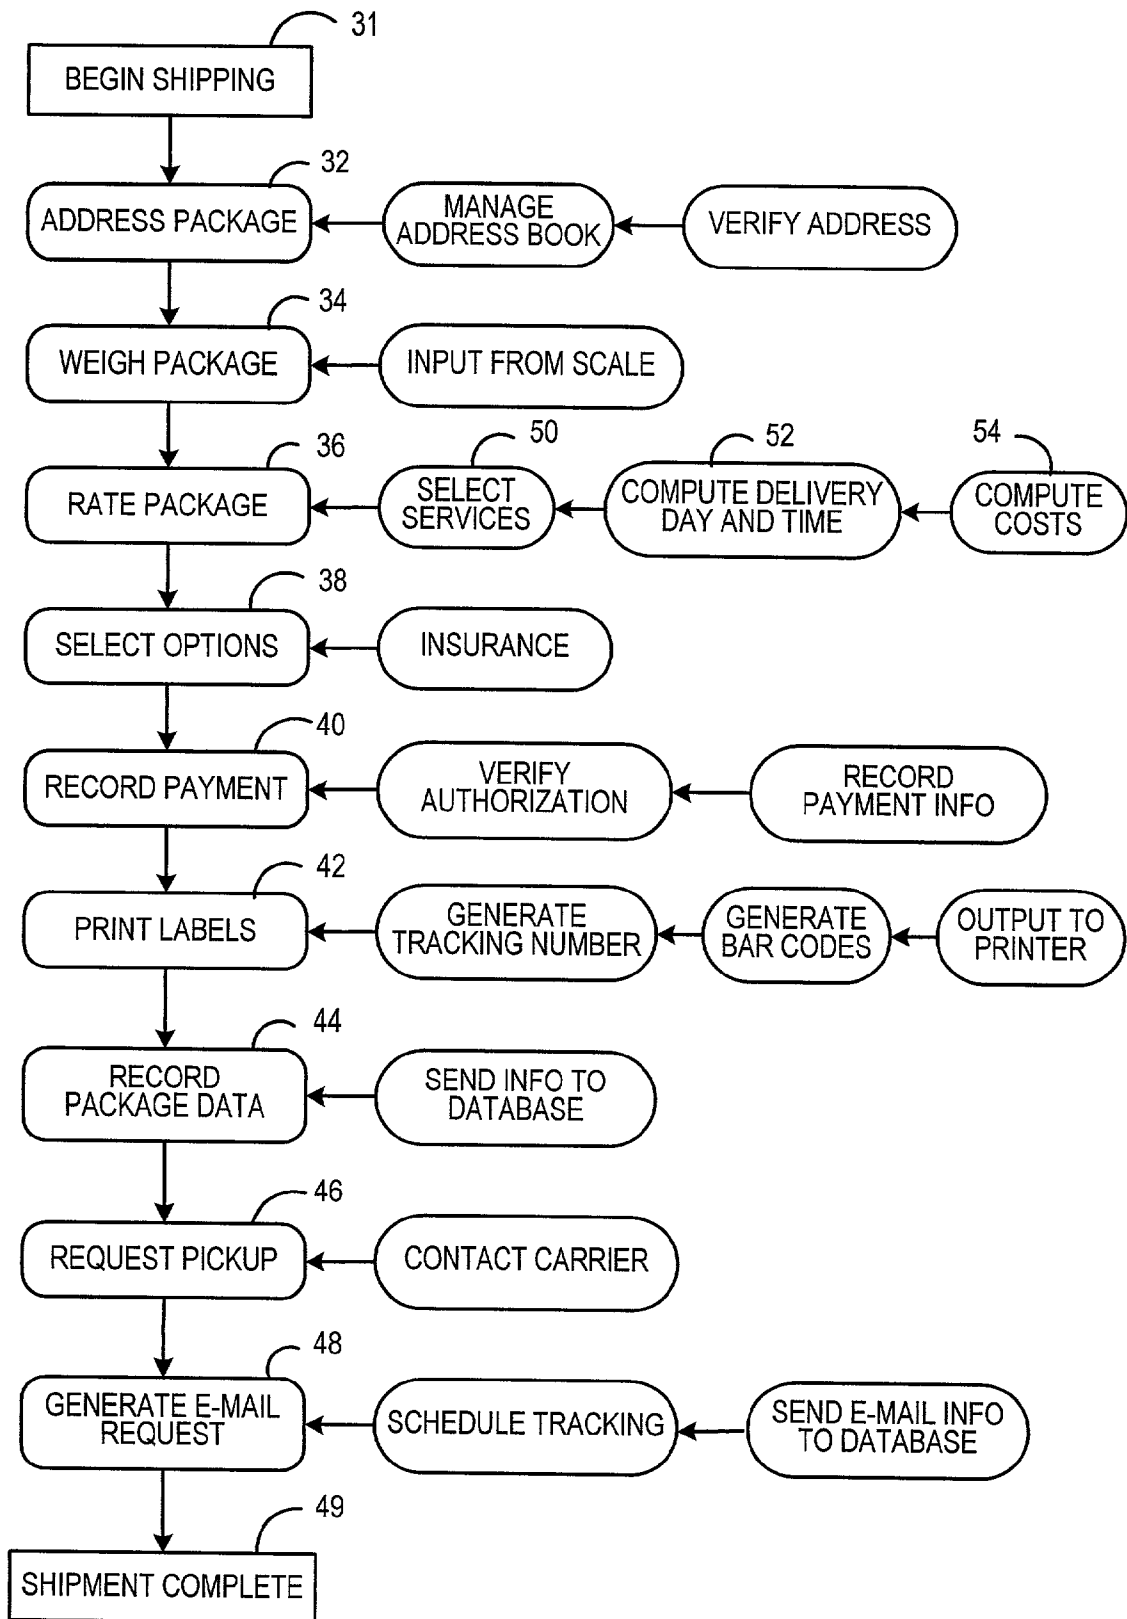 31
BEGIN SHIPPING
32
ADDRESS PACKAGE
MANAGE
ADDRESS BOOK
VERIFY ADDRESS
34
WEIGH PACKAGE
INPUT FROM SCALE
36
RATE PACKAGE
50
SELECT
SERVICES
52
COMPUTE DELIVERY
DAY AND TIME
54
COMPUTE
COSTS
38
SELECT OPTIONS
INSURANCE
40
RECORD PAYMENT
VERIFY
AUTHORIZATION
RECORD
PAYMENT INFO
42
PRINT LABELS
GENERATE
TRACKING NUMBER
GENERATE
BAR CODES
OUTPUT TO
PRINTER
44
RECORD
PACKAGE DATA
SEND INFO TO
DATABASE
46
REQUEST PICKUP
CONTACT CARRIER
48
GENERATE E-MAIL
REQUEST
SCHEDULE TRACKING
SEND E-MAIL INFO
TO DATABASE
49
SHIPMENT COMPLETE